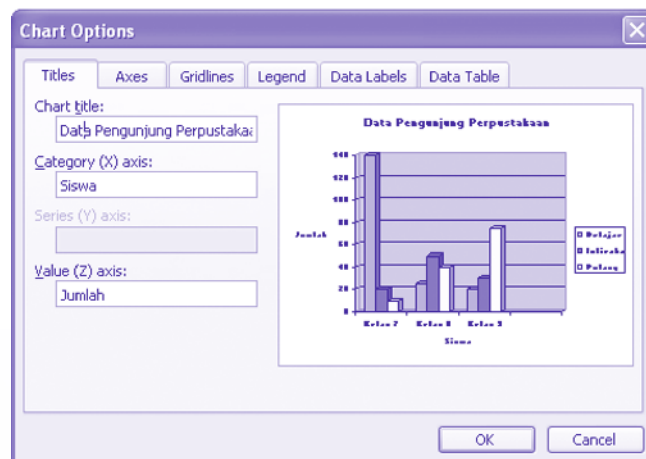 Chart Options
Titles Axes Gridlines Legend Data Labels Data Table
Chart title:
Data Pengunjung Perpustakaa
Category (X) axis:
Siswa
Series (Y) axis:
Value (Z) axis:
Jumlah
Data Pengunjung Perpustakaan
140
120
80
60
40
20
0
Jumlah
Kelas 7 Kelas 8 Kelas 9
Siswa
Belajar
Pulang
OK Cancel